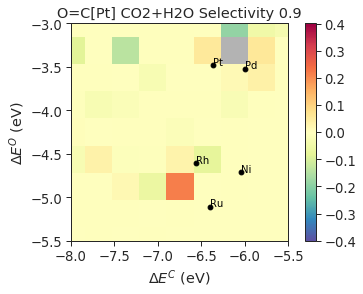 O=C[Pt] CO2+H2O Selectivity 0.9
−3.0
−3.5
−4.0
−4.5
−5.0
−5.5
ΔE^O (eV)
Pt
Pd
Rh
Ni
Ru
−8.0 −7.5 −7.0 −6.5 −6.0 −5.5
ΔE^C (eV)
0.4
0.3
0.2
0.1
0.0
−0.1
−0.2
−0.3
−0.4